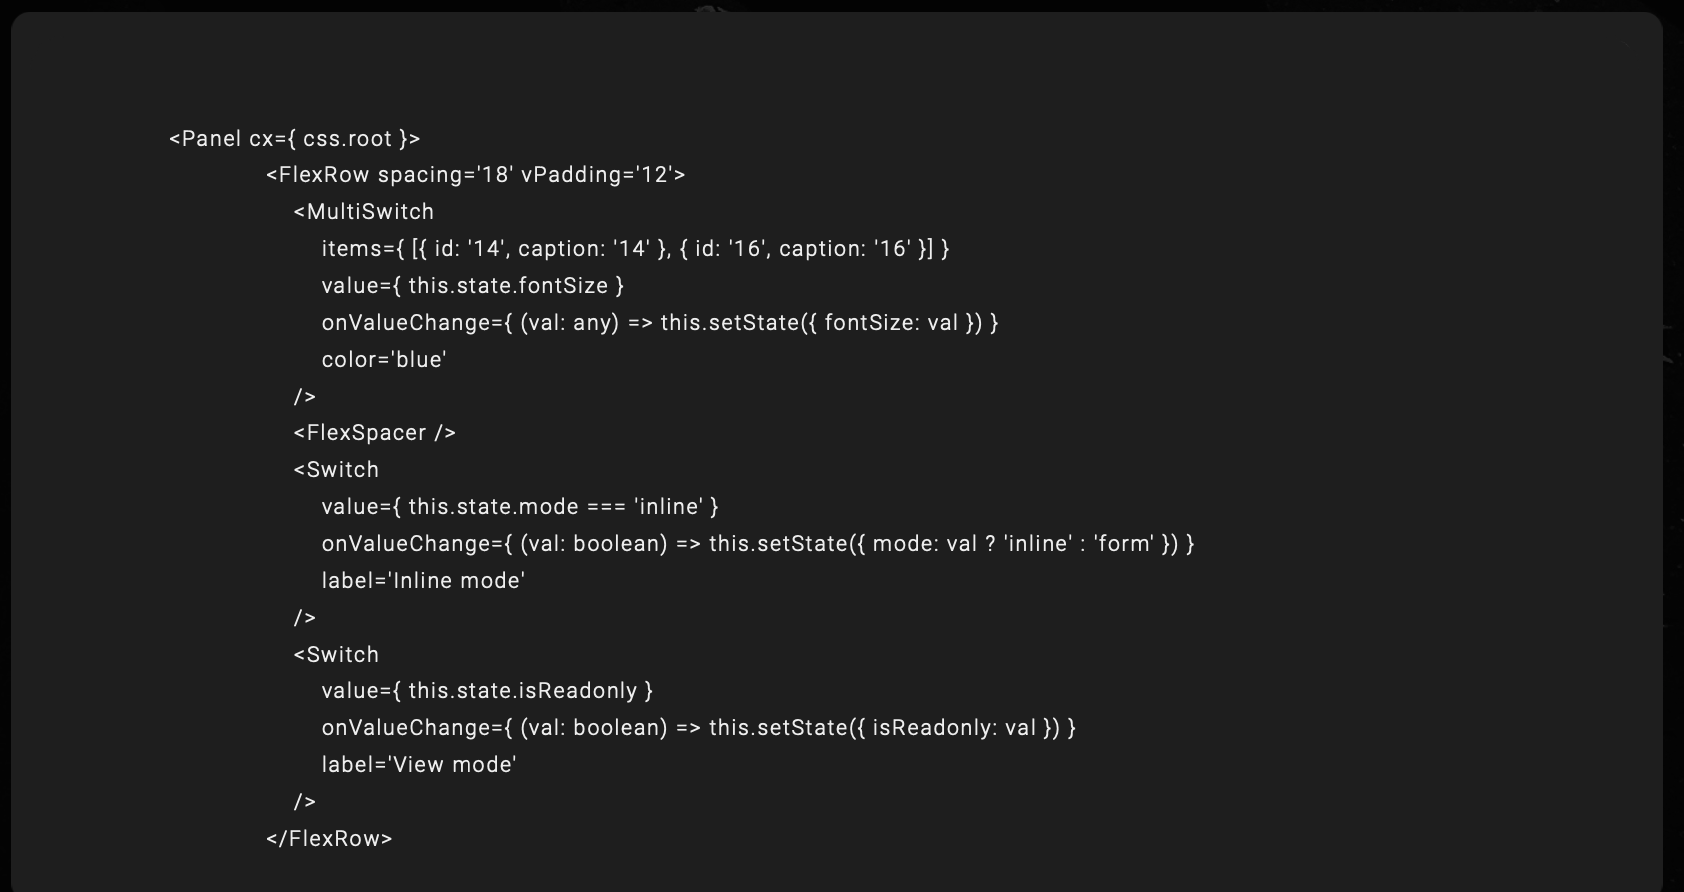 <Panel cx={ css.root }>
<FlexRow spacing='18' vPadding='12'>
<MultiSwitch
items={ [{ id: '14', caption: '14' }, { id: '16', caption: '16' }] }
value={ this.state.fontSize }
onValueChange={ (val: any) => this.setState({ fontSize: val }) }
color='blue'
/>
<FlexSpacer />
<Switch
value={ this.state.mode === 'inline' }
onValueChange={ (val: boolean) => this.setState({ mode: val ? 'inline' : 'form' }) }
label='Inline mode'
/>
<Switch
value={ this.state.isReadonly }
onValueChange={ (val: boolean) => this.setState({ isReadonly: val }) }
label='View mode'
/>
</FlexRow>